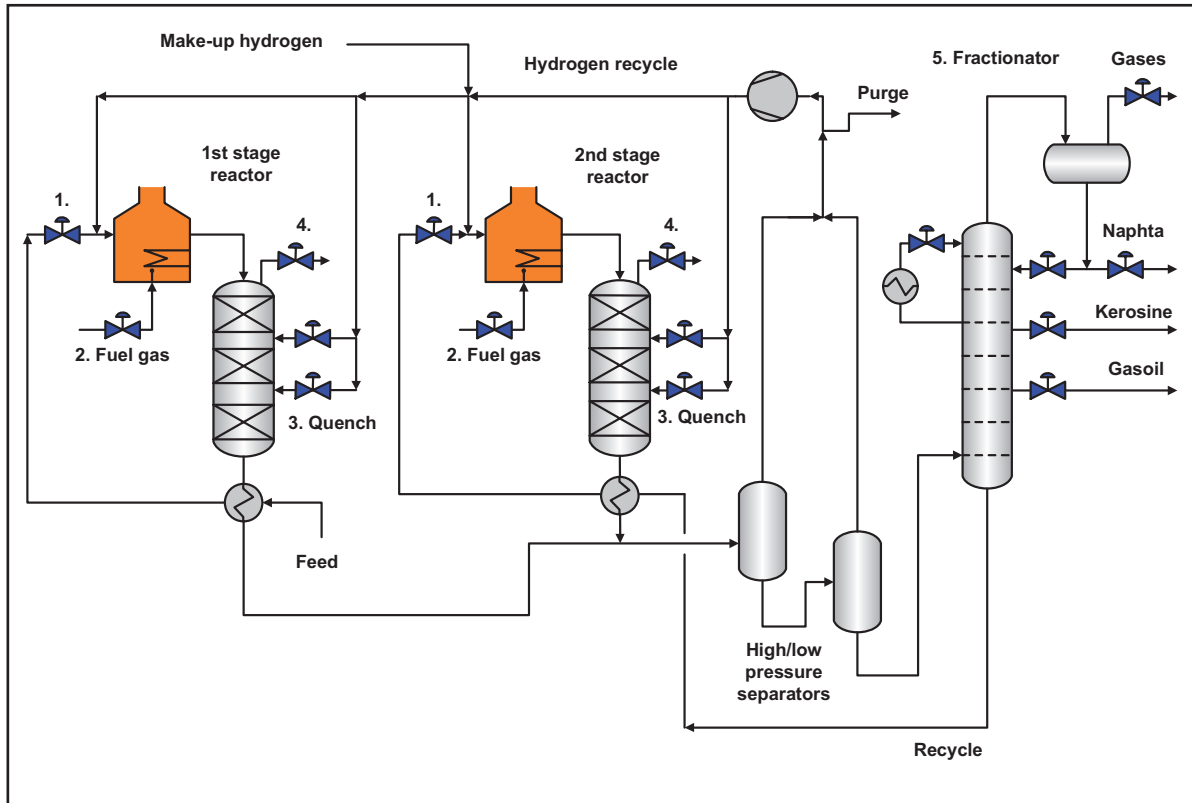 Make-up hydrogen
Hydrogen recycle
5. Fractionator
Gases
Purge
1st stage
reactor
2nd stage
reactor
1.
4.
1.
4.
Naphta
Kerosine
2. Fuel gas
2. Fuel gas
Gasoil
3. Quench
3. Quench
Feed
High/low
pressure
separators
Recycle